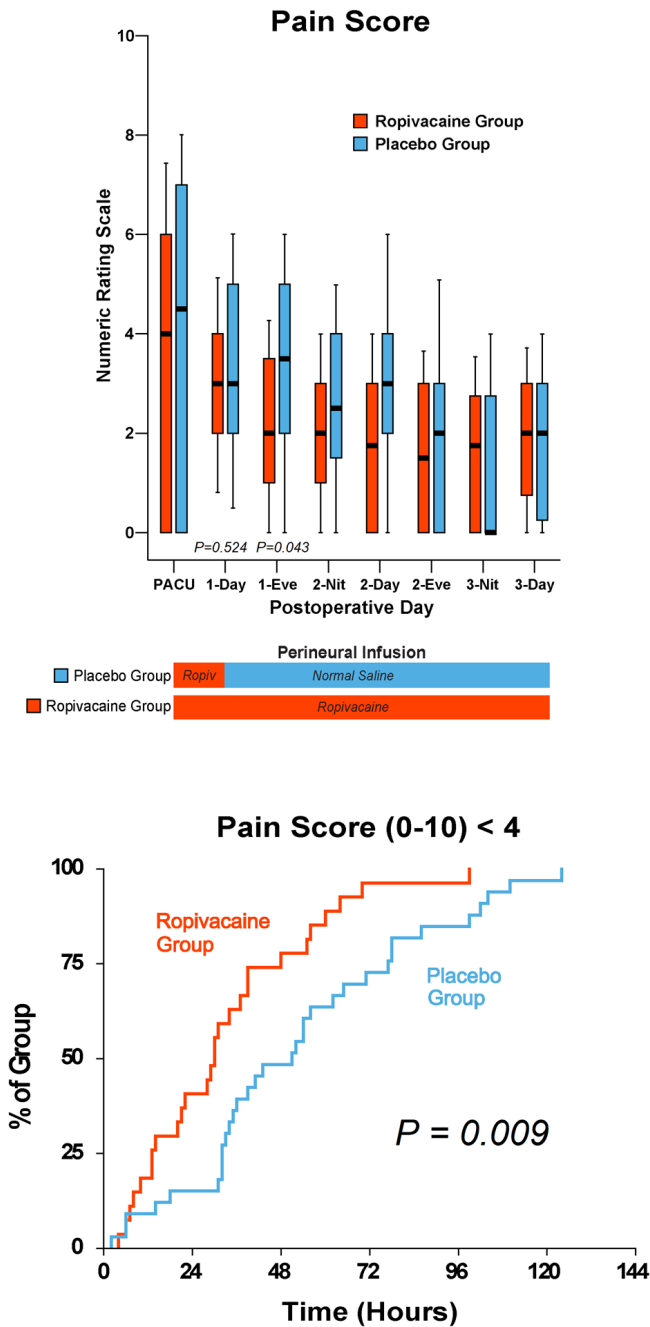 Pain Score
10
8
6
4
2
0
Numeric Rating Scale
Ropivacaine Group
Placebo Group
P=0.524 P=0.043
PACU 1-Day 1-Eve 2-Nit 2-Day 2-Eve 3-Nit 3-Day
Postoperative Day
Perineural Infusion
Placebo Group Ropiv Normal Saline
Ropivacaine Group Ropivacaine
Pain Score (0-10) < 4
100
75
50
25
0
% of Group
Ropivacaine
Group
Placebo
Group
P = 0.009
0 24 48 72 96 120 144
Time (Hours)